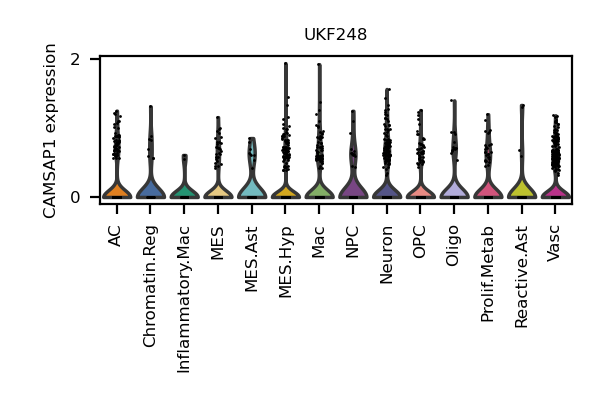 UKF248
CAMSAP1 expression
2
0
AC
Chromatin.Reg
Inflammatory.Mac
MES
MES.Ast
MES.Hyp
Mac
NPC
Neuron
OPC
Oligo
Prolif.Metab
Reactive.Ast
Vasc